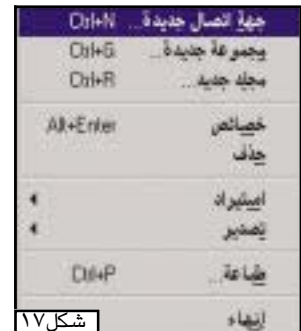 جهة اتصال جديدة... Ctrl+N
مجموعة جديدة... Ctrl+G
مجلد جديد... Ctrl+R
خصائص Alt+Enter
حذف
استيراد
تصدير
طباعة... Ctrl+P
إنهاء
شكل١٧